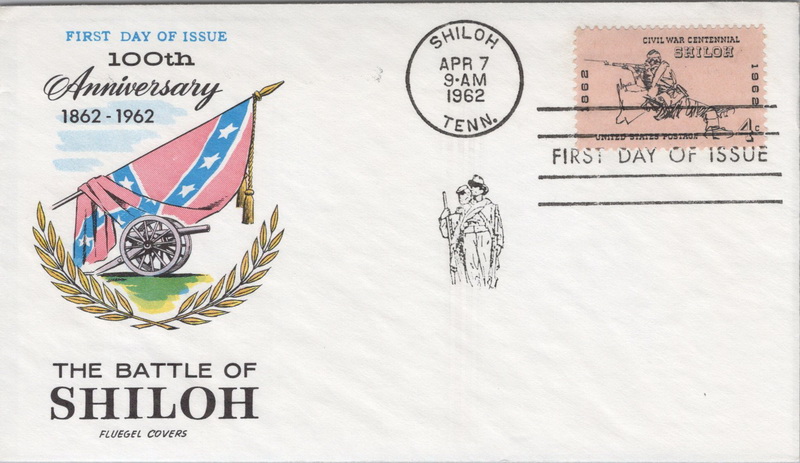 FIRST DAY OF ISSUE
100th
Anniversary
1862 - 1962
THE BATTLE OF
SHILOH
FLUEGEL COVERS
SHILOH
APR 7
9-AM
1962
TENN.
CIVIL WAR CENTENNIAL
SHILOH
1862
1962
UNITED STATES POSTAGE
4c
FIRST DAY OF ISSUE